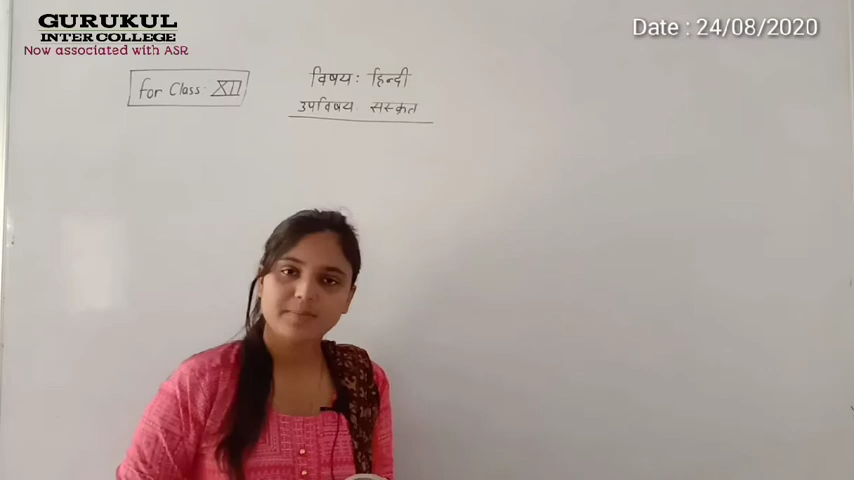 GURUKUL
INTER COLLEGE
Now associated with ASR
Date : 24/08/2020
for Class: XII
विषय: हिन्दी
उपविषय: संस्कृत